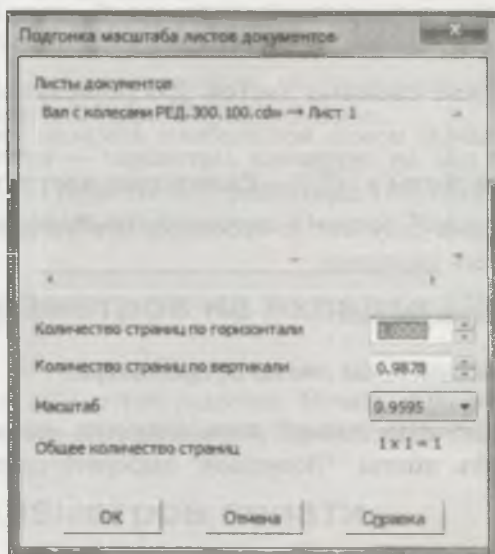 Подгонка масштаба листов документов
Листы документов
Вал с колесами РЕД.300.100.cdw → Лист 1
Количество страниц по горизонтали 1.0000
Количество страниц по вертикали 0.9878
Масштаб 0.9595
Общее количество страниц 1 x 1 = 1
ОК Отмена Справка